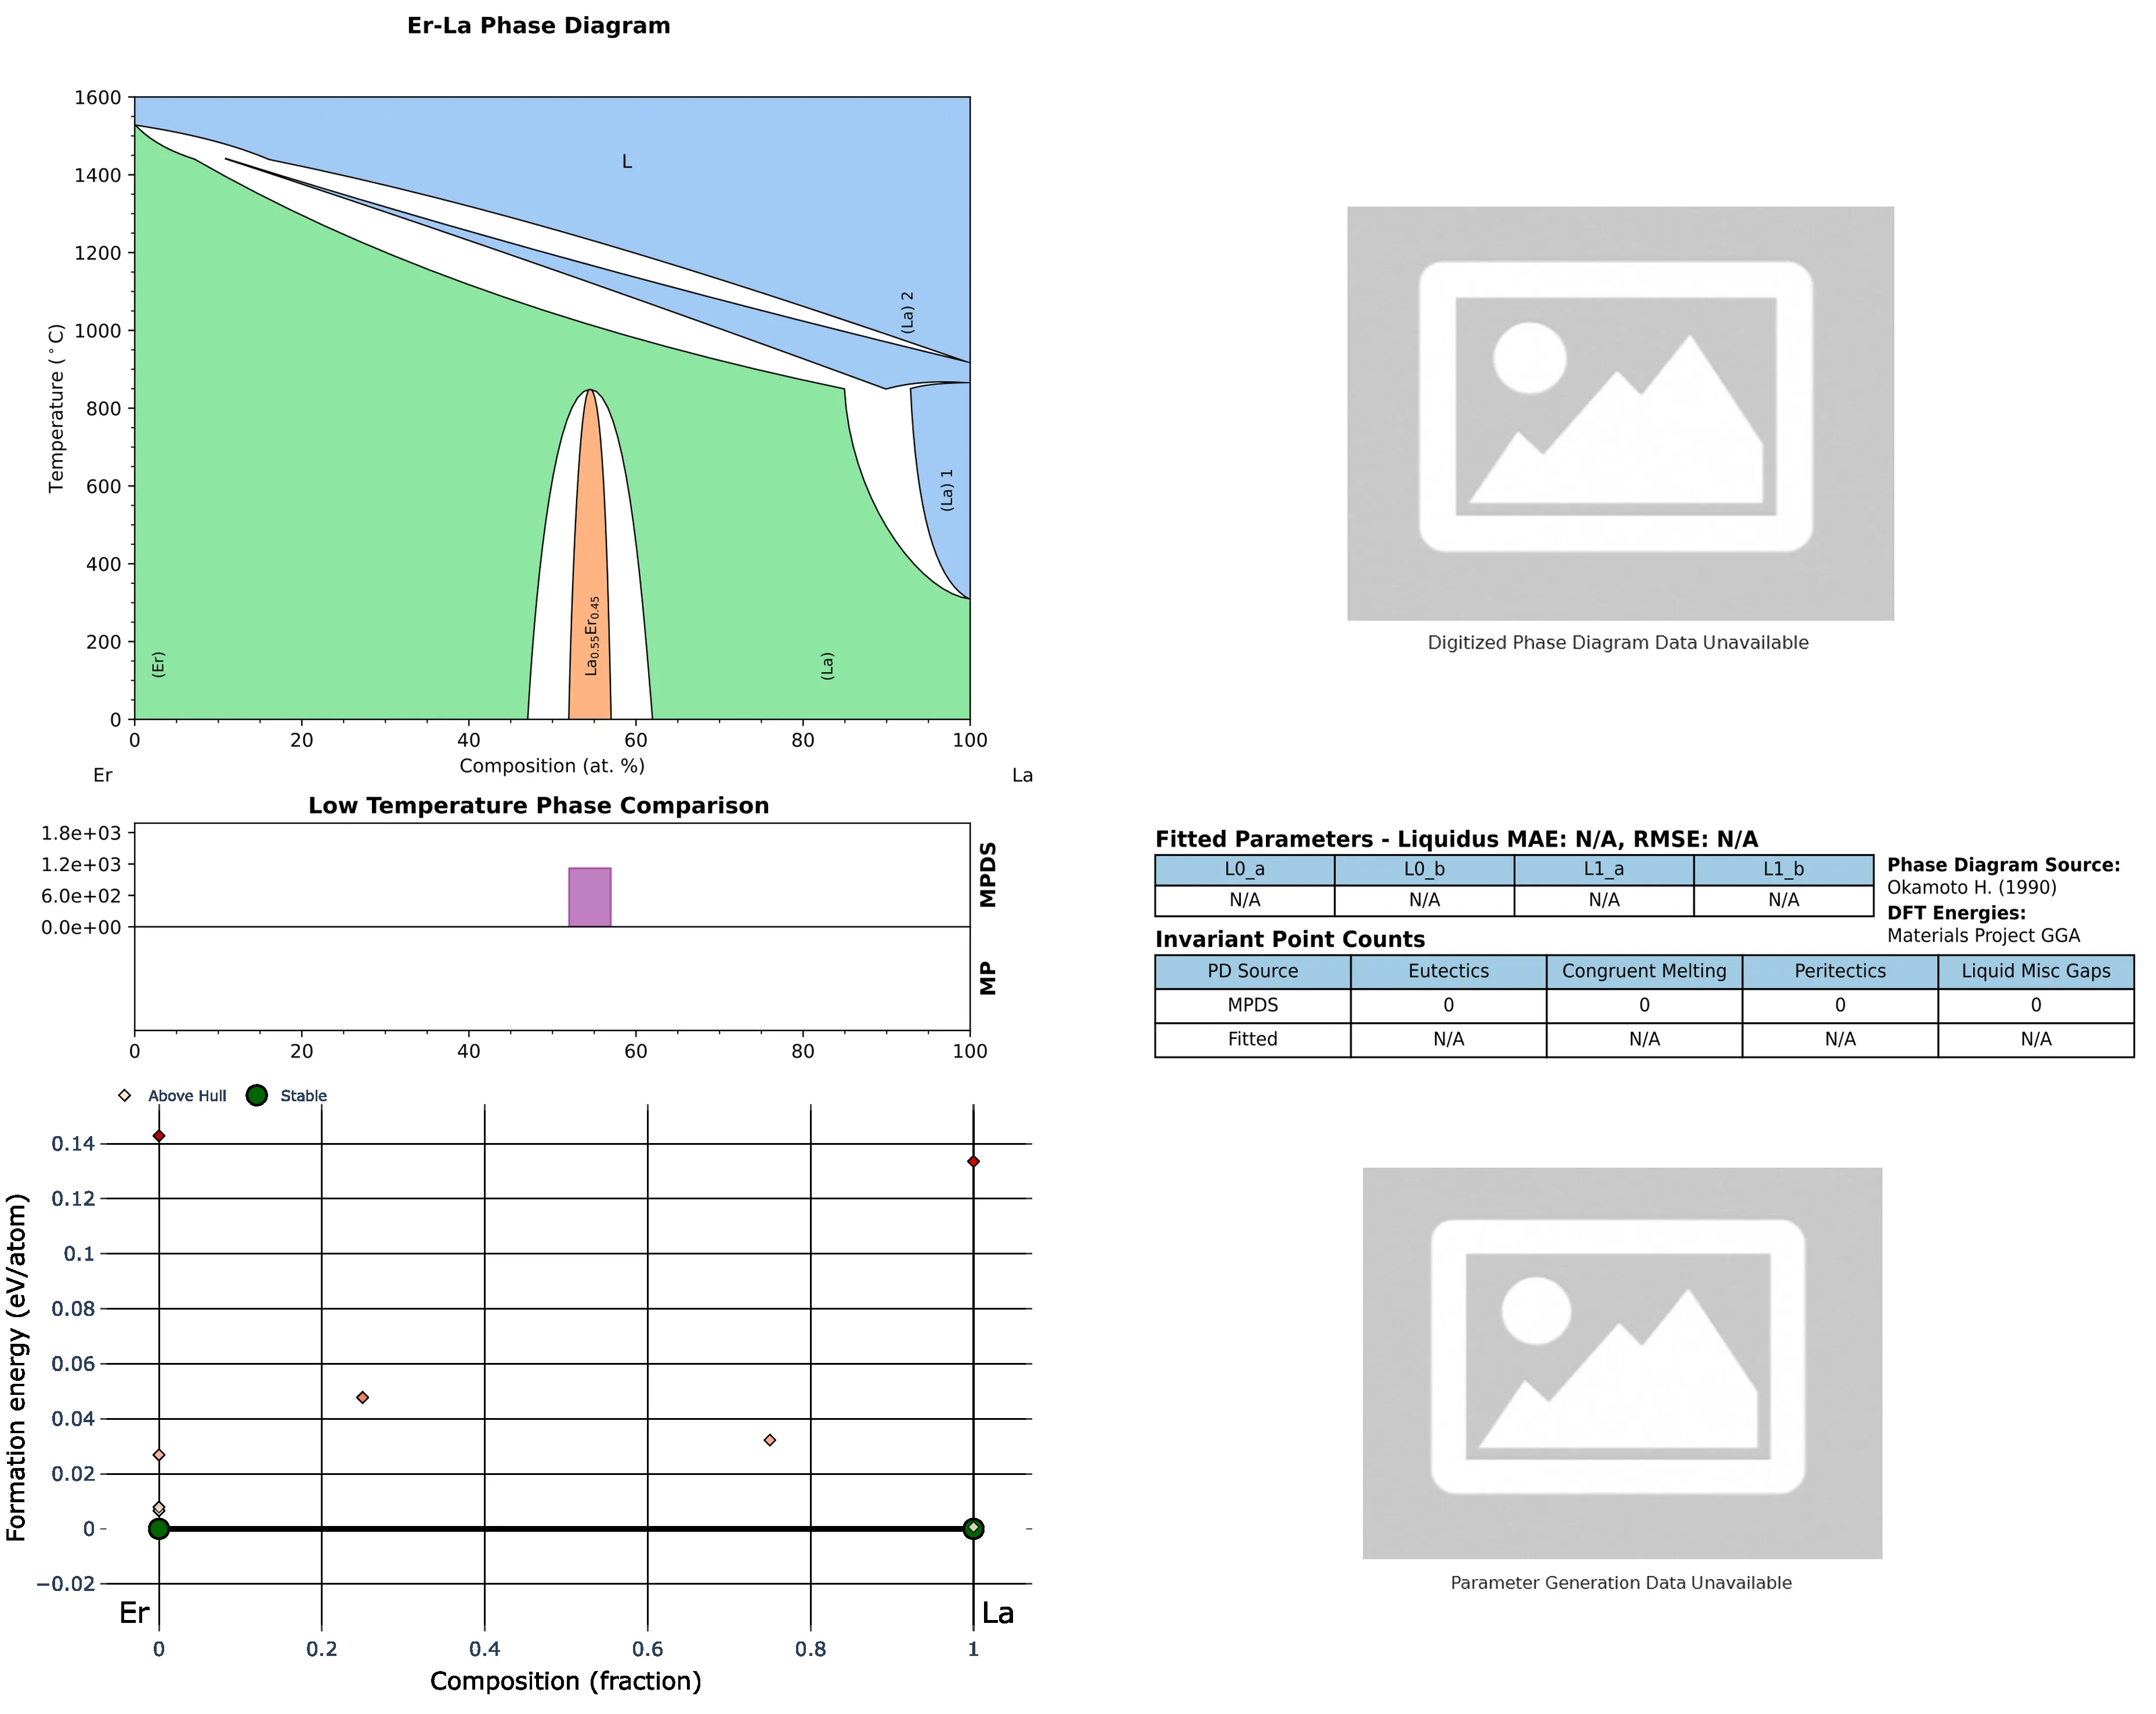 Er-La Phase Diagram
1600
1400
1200
1000
800
600
400
200
0
Temperature (°C)
L
(La) 2
(La) 1
(Er)
La0.55Er0.45
(La)
0 20 40 60 80 100
Er Composition (at. %) La
Digitized Phase Diagram Data Unavailable
Low Temperature Phase Comparison
1.8e+03
1.2e+03
6.0e+02
0.0e+00
MPDS
MP
0 20 40 60 80 100
Fitted Parameters - Liquidus MAE: N/A, RMSE: N/A
L0_a L0_b L1_a L1_b
N/A N/A N/A N/A
Phase Diagram Source:
Okamoto H. (1990)
DFT Energies:
Materials Project GGA
Invariant Point Counts
PD Source Eutectics Congruent Melting Peritectics Liquid Misc Gaps
MPDS 0 0 0 0
Fitted N/A N/A N/A N/A
Above Hull Stable
0.14
0.12
0.1
0.08
0.06
0.04
0.02
0
−0.02
Formation energy (eV/atom)
Er La
0 0.2 0.4 0.6 0.8 1
Composition (fraction)
Parameter Generation Data Unavailable